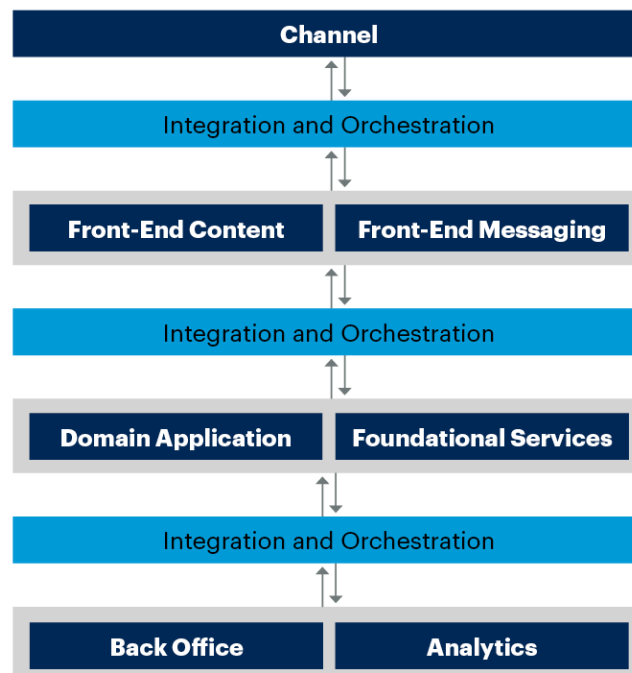 Channel
Integration and Orchestration
Front-End Content
Front-End Messaging
Integration and Orchestration
Domain Application
Foundational Services
Integration and Orchestration
Back Office
Analytics